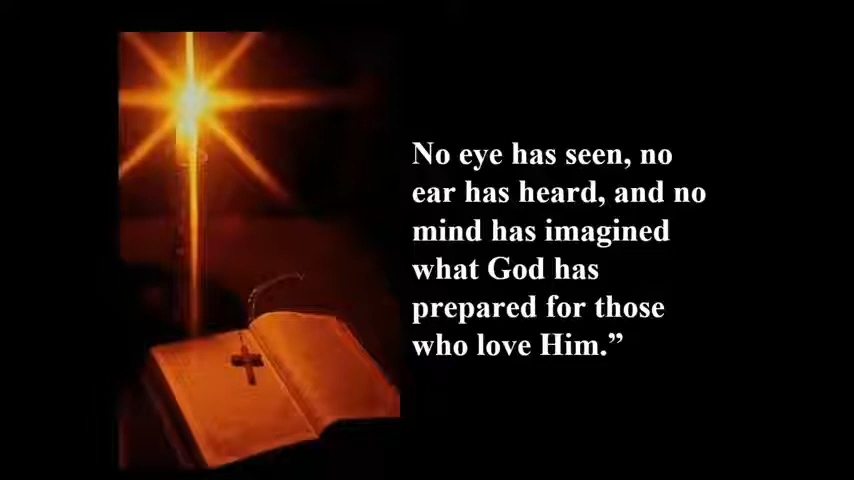 No eye has seen, no
ear has heard, and no
mind has imagined
what God has
prepared for those
who love Him.”